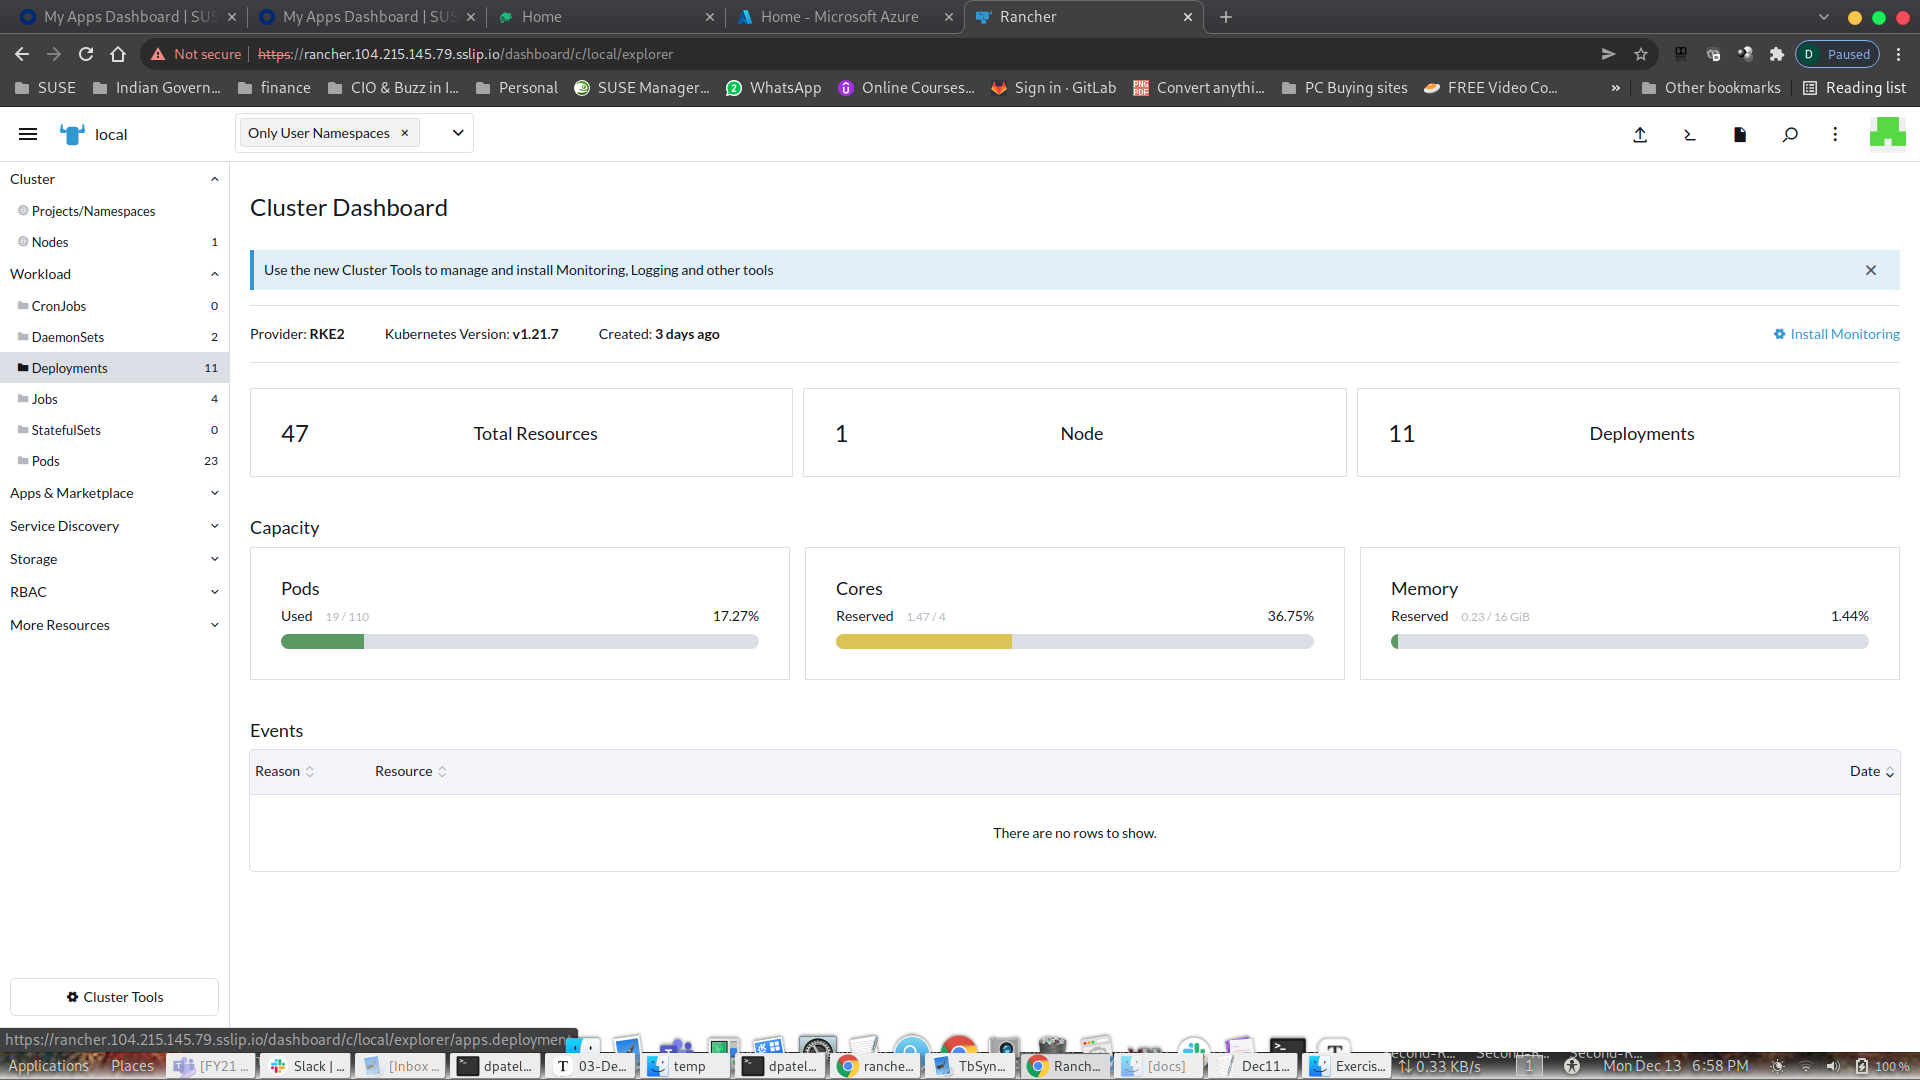 My Apps Dashboard | SUS
My Apps Dashboard | SUS
Home
Home - Microsoft Azure
Rancher
Not secure
https://rancher.104.215.145.79.sslip.io/dashboard/c/local/explorer
D Paused
SUSE
Indian Govern...
finance
CIO & Buzz in I...
Personal
SUSE Manager...
WhatsApp
Online Courses...
Sign in · GitLab
Convert anythi...
PC Buying sites
FREE Video Co...
»
Other bookmarks
Reading list
local
Only User Namespaces
Cluster
Projects/Namespaces
Nodes 1
Workload
CronJobs 0
DaemonSets 2
Deployments 11
Jobs 4
StatefulSets 0
Pods 23
Apps & Marketplace
Service Discovery
Storage
RBAC
More Resources
Cluster Tools
Cluster Dashboard
Use the new Cluster Tools to manage and install Monitoring, Logging and other tools
Provider: RKE2 Kubernetes Version: v1.21.7 Created: 3 days ago
Install Monitoring
47 Total Resources
1 Node
11 Deployments
Capacity
Pods
Used 19 / 110 17.27%
Cores
Reserved 1.47 / 4 36.75%
Memory
Reserved 0.23 / 16 GiB 1.44%
Events
Reason Resource Date
There are no rows to show.
https://rancher.104.215.145.79.sslip.io/dashboard/c/local/explorer/apps.deployment
Applications Places
[FY21 ...
Slack | ...
[Inbox ...
dpatel...
03-De...
temp
dpatel...
ranche...
TbSyn...
Ranch...
[docs]
Dec11...
Exercis...
0.33 KB/s
1
Mon Dec 13 6:58 PM
100 %